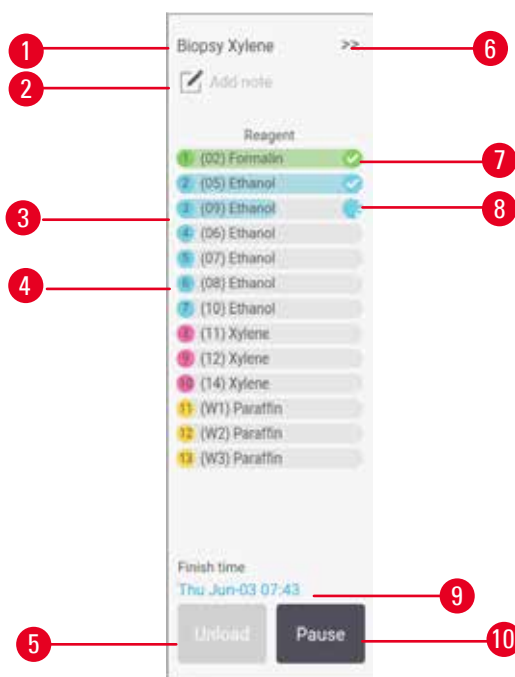 1 Biopsy Xylene >> 6
2 Add note
Reagent
1 (02) Formalin 7
2 (05) Ethanol
3 3 (09) Ethanol 8
4 (06) Ethanol
5 (07) Ethanol
4 6 (08) Ethanol
7 (10) Ethanol
8 (11) Xylene
9 (12) Xylene
10 (14) Xylene
11 (W1) Paraffin
12 (W2) Paraffin
13 (W3) Paraffin
Finish time
Thu Jun-03 07:43 9
5 Unload Pause 10